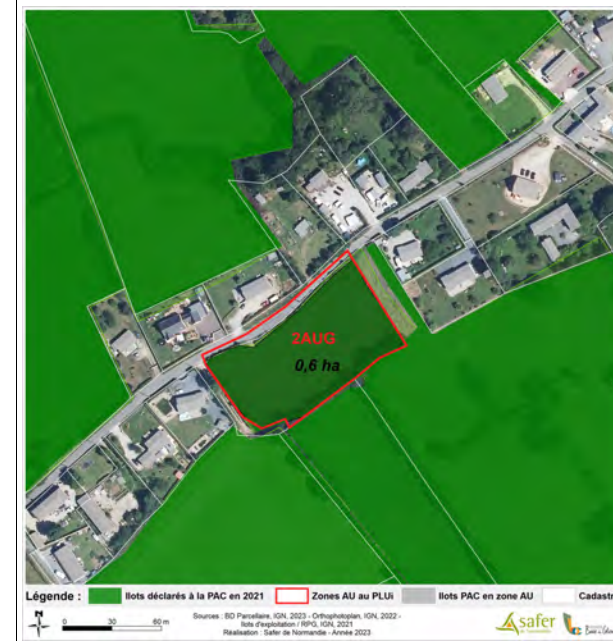 2AUG
0,6 ha
Légende : Ilots déclarés à la PAC en 2021 Zones AU au PLUi Ilots PAC en zone AU Cadast
N
0 30 60 m
Sources : BD Parcellaire, IGN, 2023 - Orthophotoplan, IGN, 2022 -
Ilots d'exploitation / RPG, IGN, 2021
Réalisation : Safer de Normandie - Année 2023
safer